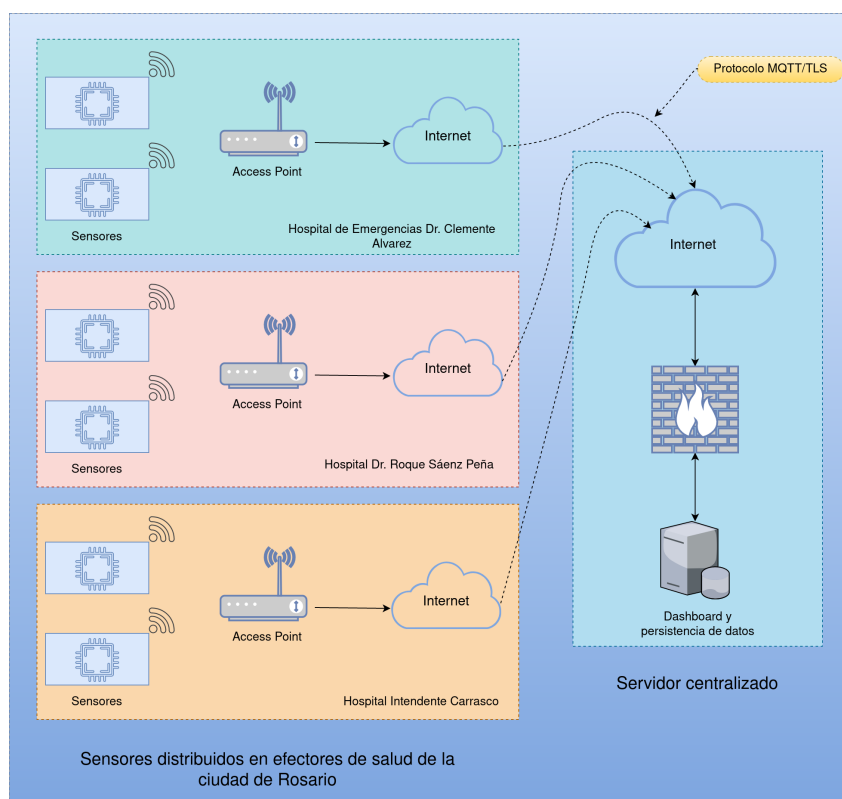 Protocolo MQTT/TLS
Internet
Access Point
Sensores
Hospital de Emergencias Dr. Clemente
Alvarez
Internet
Internet
Access Point
Sensores
Hospital Dr. Roque Sáenz Peña
Internet
Access Point
Sensores
Hospital Intendente Carrasco
Dashboard y
persistencia de datos
Servidor centralizado
Sensores distribuidos en efectores de salud de la
ciudad de Rosario